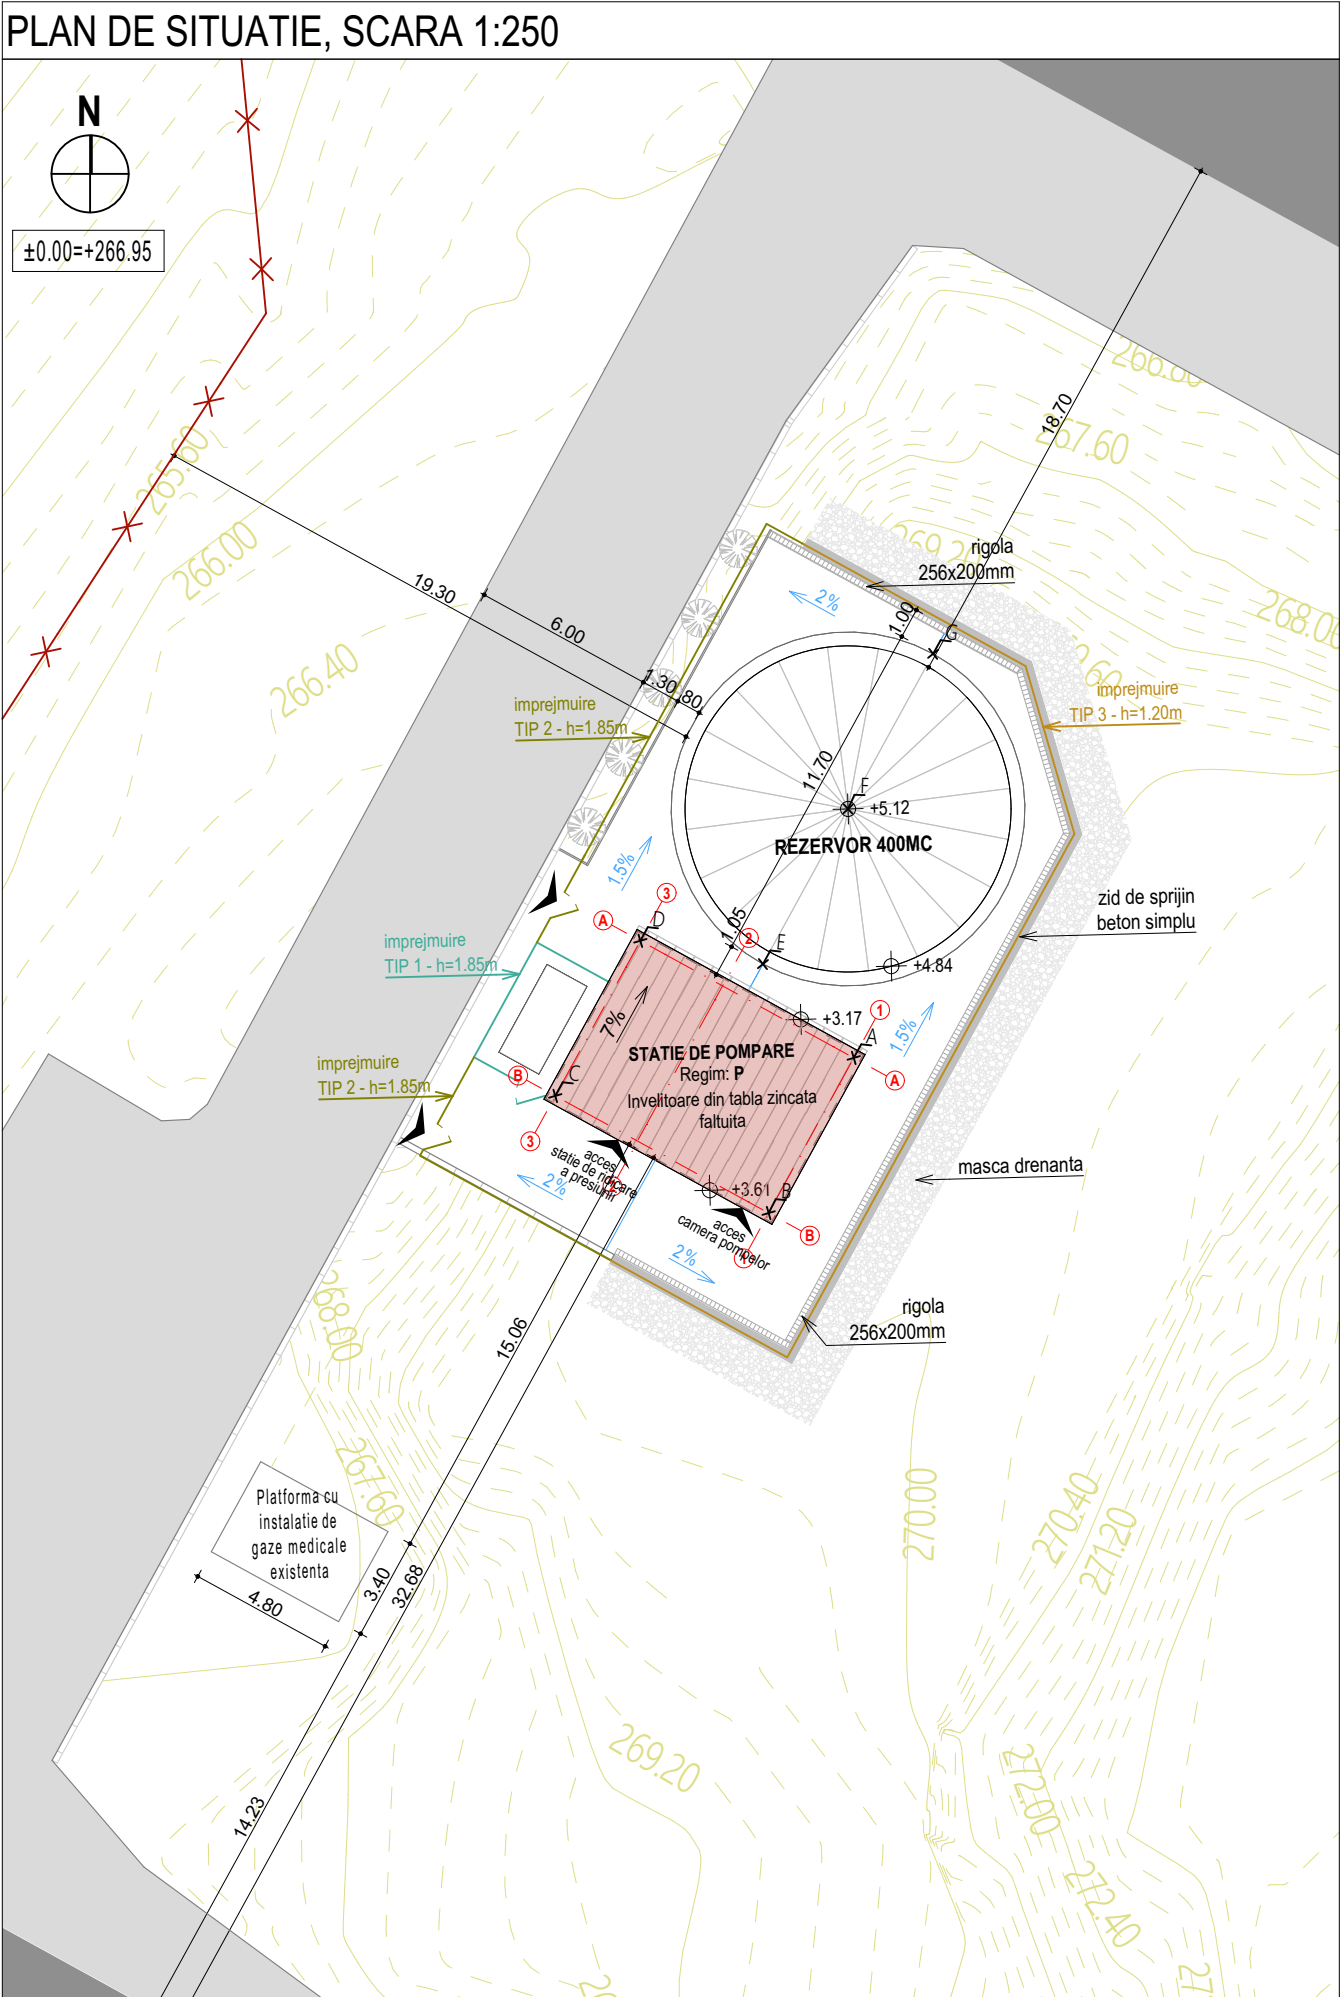 PLAN DE SITUATIE, SCARA 1:250
N
±0.00=+266.95
266.80
18.70
267.60
265.60
266.00
269.20
rigola
256x200mm
2%
1.00
G
268.00
19.30
6.00
266.40
1.30
.80
imprejmuire
TIP 2 - h=1.85m
imprejmuire
TIP 3 - h=1.20m
11.70
F
+5.12
REZERVOR 400MC
1.5%
zid de sprijin
beton simplu
3
A
D
1.05
2
E
imprejmuire
TIP 1 - h=1.85m
+4.84
7%
+3.17
1
A
1.5%
STATIE DE POMPARE
Regim: P
Invelitoare din tabla zincata
faltuita
imprejmuire
TIP 2 - h=1.85m
B
C
A
3
acces
statie de ridicare
a presiunii
2%
+3.61
B
masca drenanta
acces
camera pompelor
B
2%
268.00
rigola
256x200mm
15.06
267.60
Platforma cu
instalatie de
gaze medicale
existenta
270.00
270.40
271.20
4.80
3.40
32.68
269.20
272.00
14.23
272.40